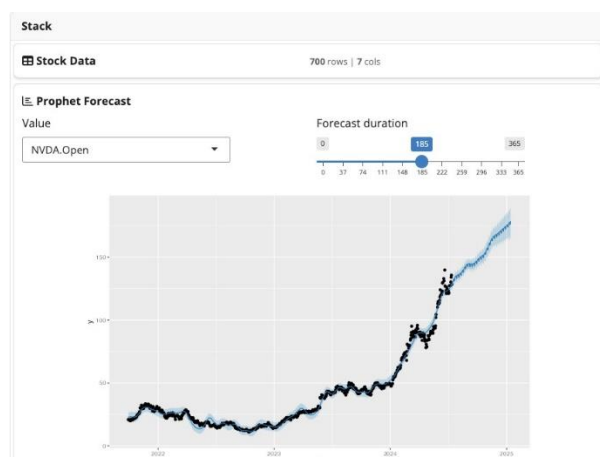 Stack
Stock Data 700 rows | 7 cols
Prophet Forecast
Value Forecast duration
NVDA.Open
0 185 365
0 37 74 111 148 185 222 259 296 333 365
150
100
y
50
0
2022 2023 2024 2025